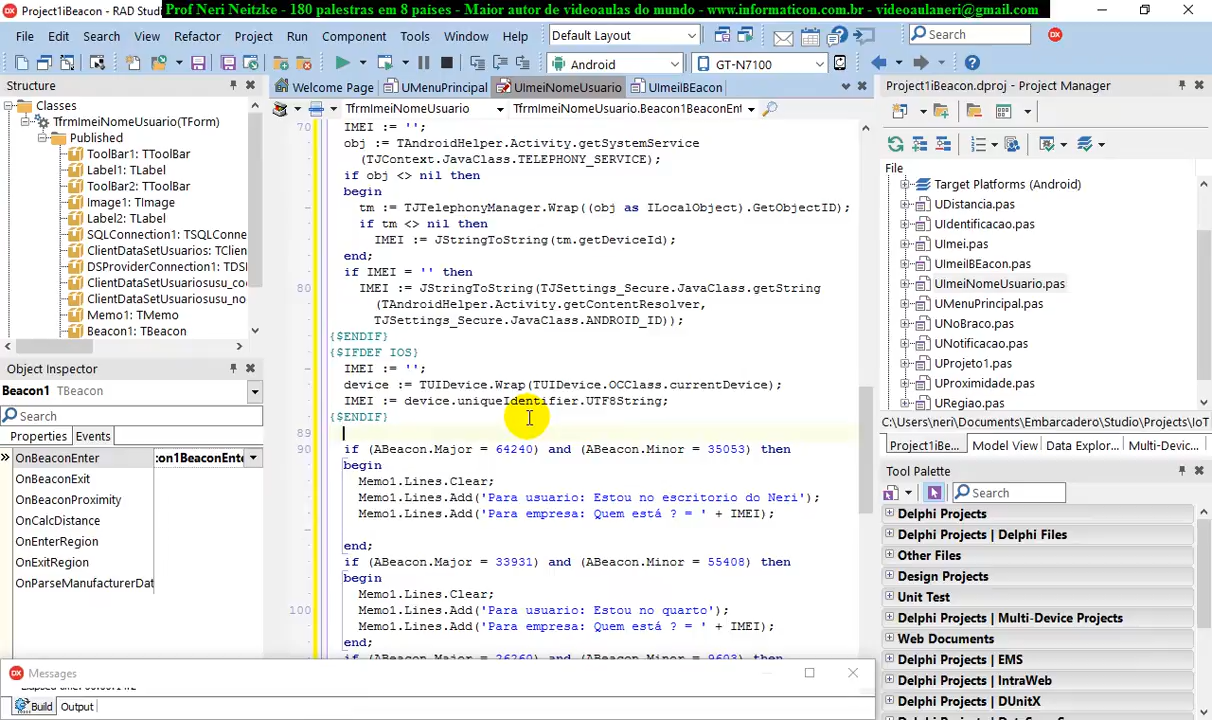 Project1iBeacon - RAD Stu
Prof Neri Neitzke - 180 palestras em 8 países - Maior autor de videoaulas do mundo - www.informaticon.com.br - videoaulaneri@gmail.com
File Edit Search View Refactor Project Run Component Tools Window Help
Default Layout
Search
Android
GT-N7100
Structure
Classes
TfrmImeiNomeUsuario(TForm)
Published
ToolBar1: TToolBar
Label1: TLabel
ToolBar2: TToolBar
Image1: TImage
Label2: TLabel
SQLConnection1: TSQLConne
ClientDataSetUsuarios: TClien
DSProviderConnection1: TDS
ClientDataSetUsuariosusu_co
ClientDataSetUsuariosusu_no
Memo1: TMemo
Beacon1: TBeacon
Object Inspector
Beacon1 TBeacon
Search
Properties Events
OnBeaconEnter con1BeaconEnte
OnBeaconExit
OnBeaconProximity
OnCalcDistance
OnEnterRegion
OnExitRegion
OnParseManufacturerDat
Welcome Page UMenuPrincipal UImeiNomeUsuario UImeiIBEacon
TfrmImeiNomeUsuario TfrmImeiNomeUsuario.Beacon1BeaconEnt
70 IMEI := '';
obj := TAndroidHelper.Activity.getSystemService
(TJContext.JavaClass.TELEPHONY_SERVICE);
if obj <> nil then
begin
tm := TJTelephonyManager.Wrap((obj as ILocalObject).GetObjectID);
if tm <> nil then
IMEI := JStringToString(tm.getDeviceId);
end;
if IMEI = '' then
80 IMEI := JStringToString(TJSettings_Secure.JavaClass.getString
(TAndroidHelper.Activity.getContentResolver,
TJSettings_Secure.JavaClass.ANDROID_ID));
{$ENDIF}
{$IFDEF IOS}
IMEI := '';
device := TUIDevice.Wrap(TUIDevice.OCClass.currentDevice);
IMEI := device.uniqueIdentifier.UTF8String;
{$ENDIF}
89
90 if (ABeacon.Major = 64240) and (ABeacon.Minor = 35053) then
begin
Memo1.Lines.Clear;
Memo1.Lines.Add('Para usuario: Estou no escritorio do Neri');
Memo1.Lines.Add('Para empresa: Quem está ? = ' + IMEI);
end;
if (ABeacon.Major = 33931) and (ABeacon.Minor = 55408) then
begin
Memo1.Lines.Clear;
100 Memo1.Lines.Add('Para usuario: Estou no quarto');
Memo1.Lines.Add('Para empresa: Quem está ? = ' + IMEI);
end;
if (ABeacon.Major = 26260) and (ABeacon.Minor = 9603) then
Messages
Build Output
Project1iBeacon.dproj - Project Manager
File
Target Platforms (Android)
UDistancia.pas
UIdentificacao.pas
UImei.pas
UImeiIBEacon.pas
UImeiNomeUsuario.pas
UMenuPrincipal.pas
UNoBraco.pas
UNotificacao.pas
UProjeto1.pas
UProximidade.pas
URegiao.pas
C:\Users\neri\Documents\Embarcadero\Studio\Projects\IoT
Project1iBe... Model View Data Explor... Multi-Devic...
Tool Palette
Search
Delphi Projects
Delphi Projects | Delphi Files
Other Files
Design Projects
Unit Test
Delphi Projects | Multi-Device Projects
Web Documents
Delphi Projects | EMS
Delphi Projects | IntraWeb
Delphi Projects | DUnitX